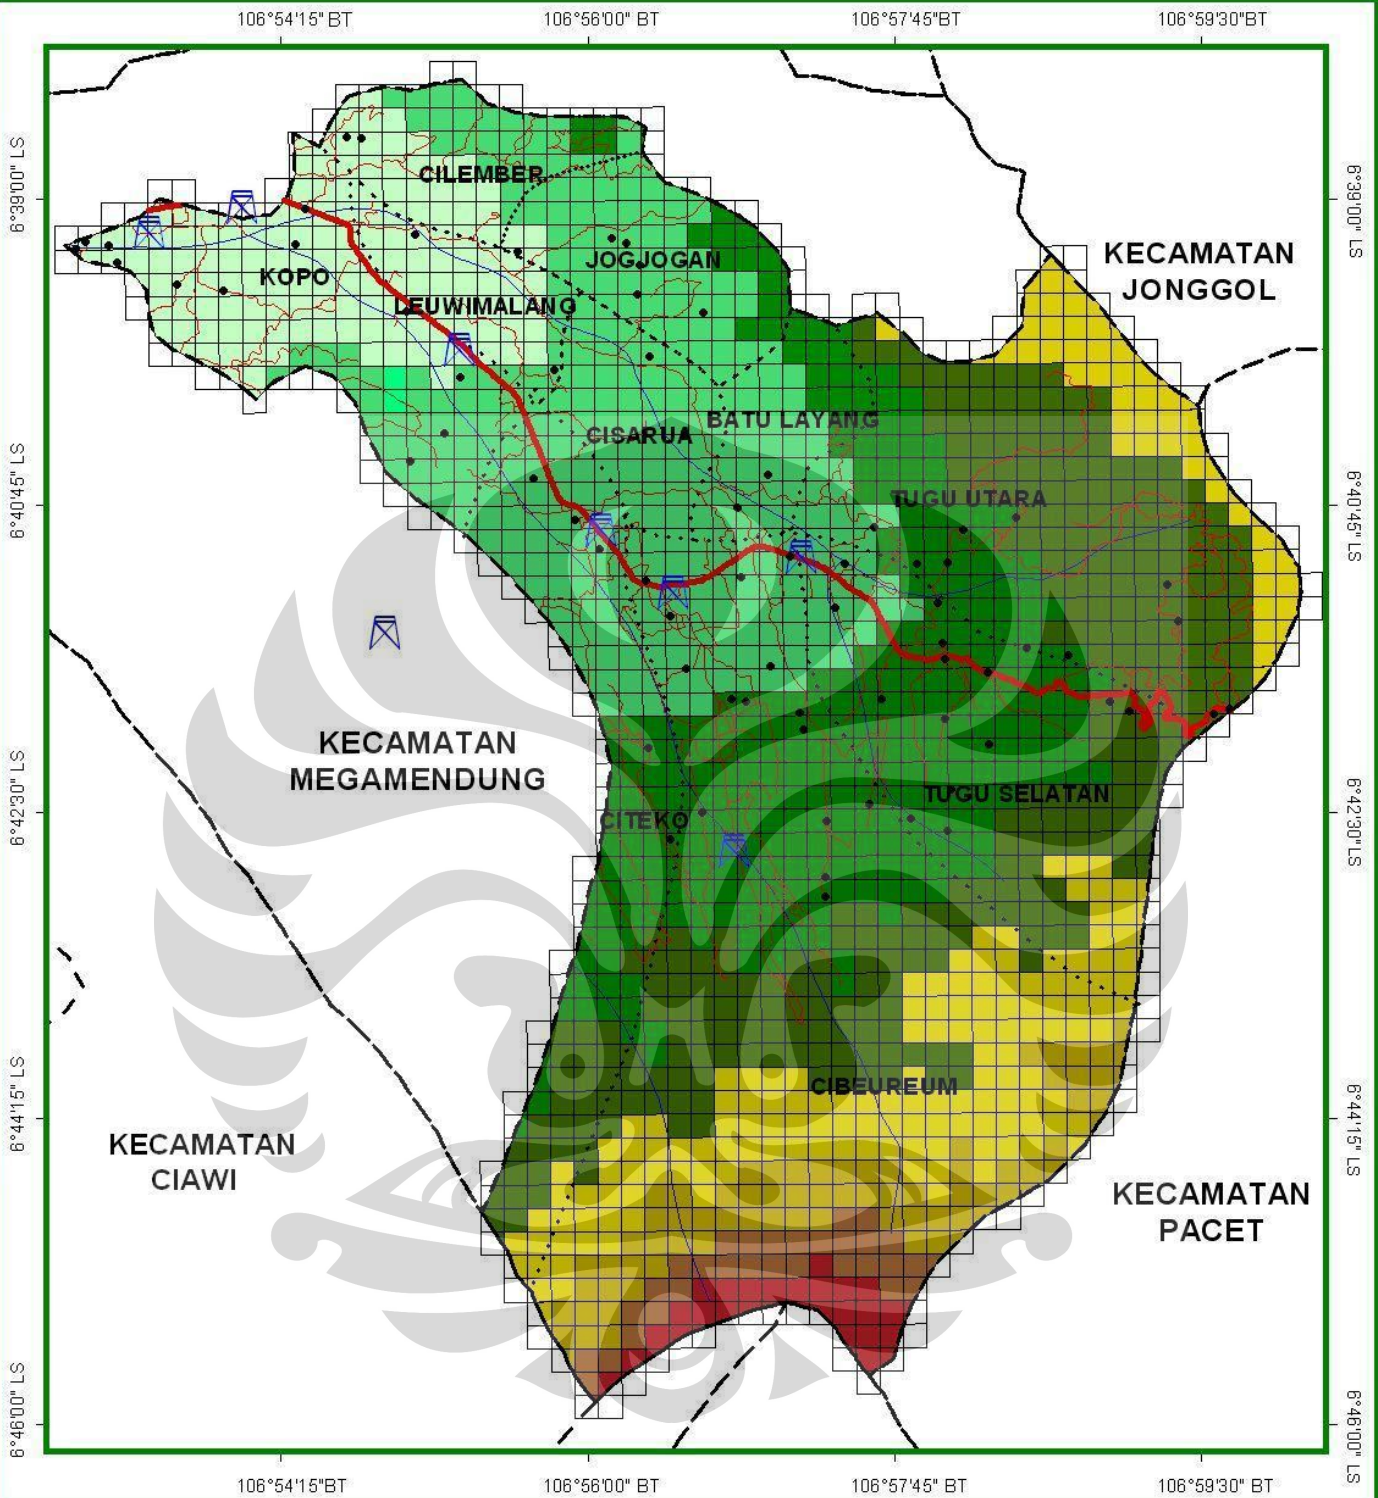 106°54'15" BT
106°56'00" BT
106°57'45"BT
106°59'30"BT
6°39'00" LS
6°39'00" LS
CILEMBER
KECAMATAN
JONGGOL
JOGJOGAN
KOPO
LEUWIMALANG
BATU LAYANG
CISARUA
6°40'45" LS
TUGU UTARA
6°40'45" LS
KECAMATAN
MEGAMENDUNG
6°42'30" LS
TUGU SELATAN
CITEKO
6°42'30" LS
CIBEUREUM
6°44'15" LS
6°44'15" LS
KECAMATAN
CIAWI
KECAMATAN
PACET
6°46'00" LS
6°46'00" LS
106°54'15"BT
106°56'00" BT
106°57'45"BT
106°59'30" BT